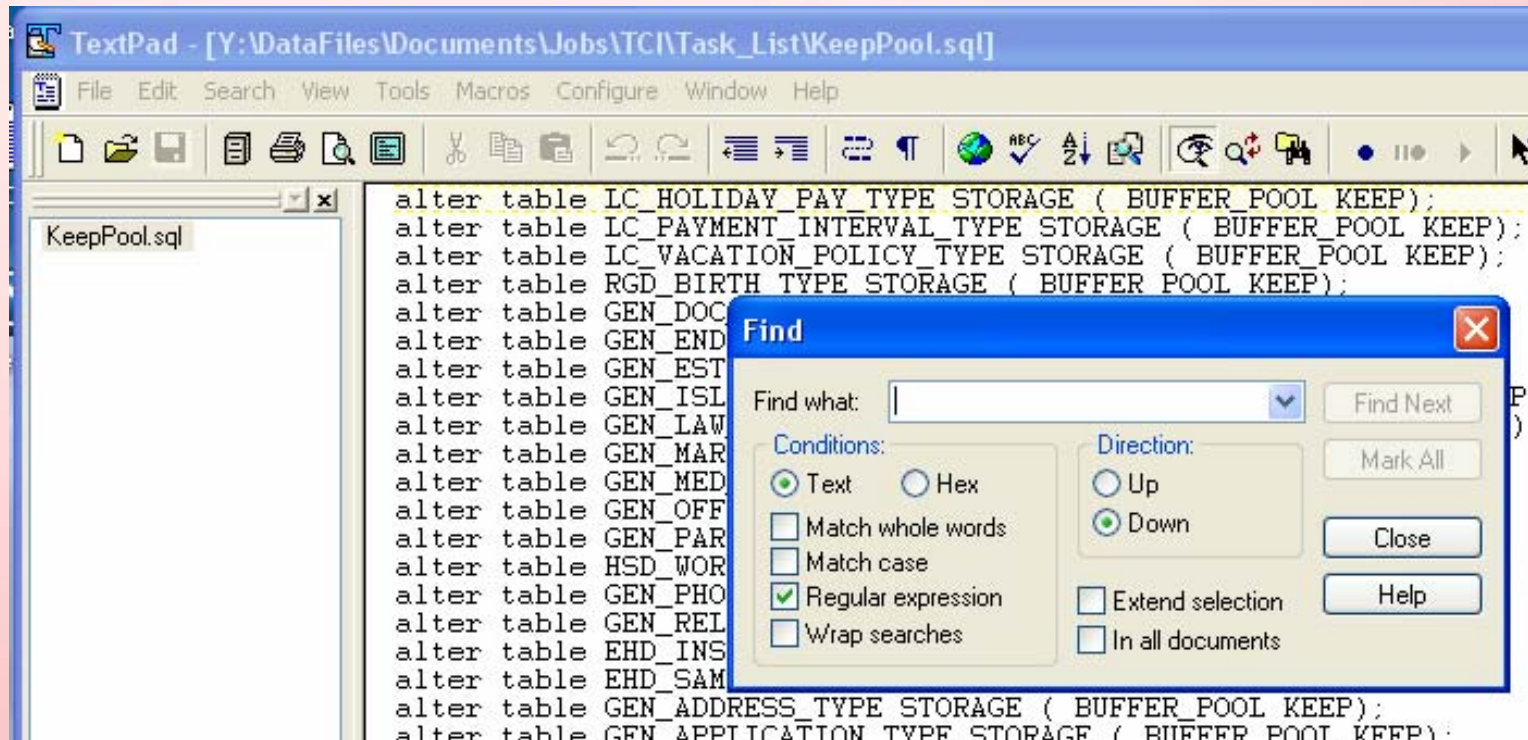 TextPad - [Y:\DataFiles\Documents\Jobs\TCI\Task_List\KeepPool.sql]
File Edit Search View Tools Macros Configure Window Help
ABC
A
Z
KeepPool.sql
alter table LC_HOLIDAY_PAY_TYPE STORAGE ( BUFFER_POOL KEEP);
alter table LC_PAYMENT_INTERVAL_TYPE STORAGE ( BUFFER_POOL KEEP);
alter table LC_VACATION_POLICY_TYPE STORAGE ( BUFFER_POOL KEEP);
alter table RGD_BIRTH_TYPE STORAGE ( BUFFER_POOL KEEP);
alter table GEN_DOC
alter table GEN_END
alter table GEN_EST
alter table GEN_ISL P
alter table GEN_LAW_ )
alter table GEN_MAR
alter table GEN_MED
alter table GEN_OFF
alter table GEN_PAR
alter table HSD_WOR
alter table GEN_PHO
alter table GEN_REL
alter table EHD_INS
alter table EHD_SAM
alter table GEN_ADDRESS_TYPE STORAGE ( BUFFER_POOL KEEP);
alter table GEN_APPLICATION_TYPE STORAGE ( BUFFER_POOL KEEP);
Find
Find what:
Find Next
Conditions:
Direction:
Mark All
Text Hex
Up
Match whole words
Down
Close
Match case
Regular expression
Extend selection
Help
Wrap searches
In all documents